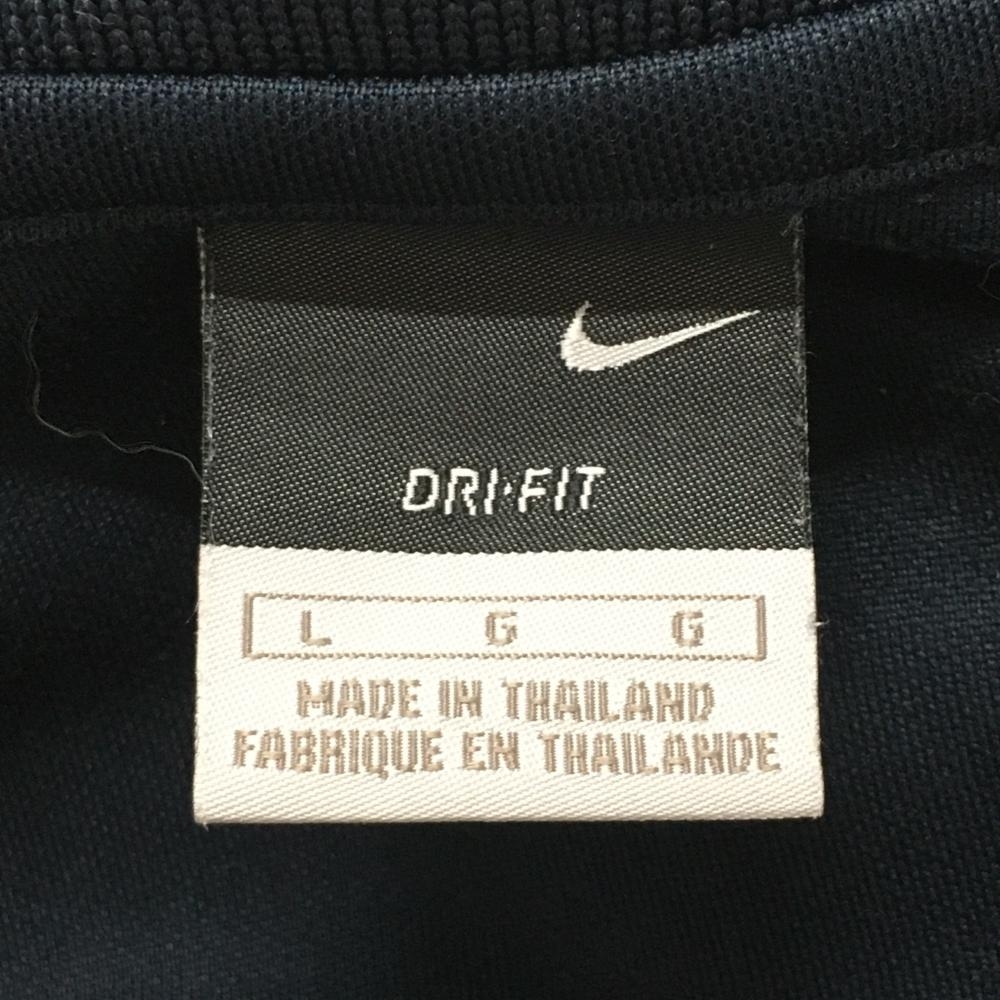 DRI·FIT
L G G
MADE IN THAILAND
FABRIQUE EN THAILANDE